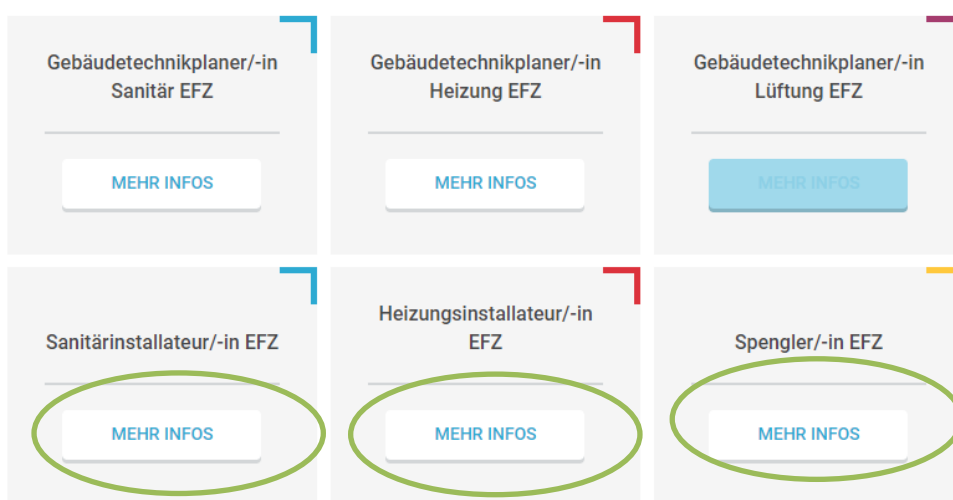 Gebäudetechnikplaner/-in
Sanitär EFZ
MEHR INFOS
Gebäudetechnikplaner/-in
Heizung EFZ
MEHR INFOS
Gebäudetechnikplaner/-in
Lüftung EFZ
MEHR INFOS
Sanitärinstallateur/-in EFZ
MEHR INFOS
Heizungsinstallateur/-in
EFZ
MEHR INFOS
Spengler/-in EFZ
MEHR INFOS